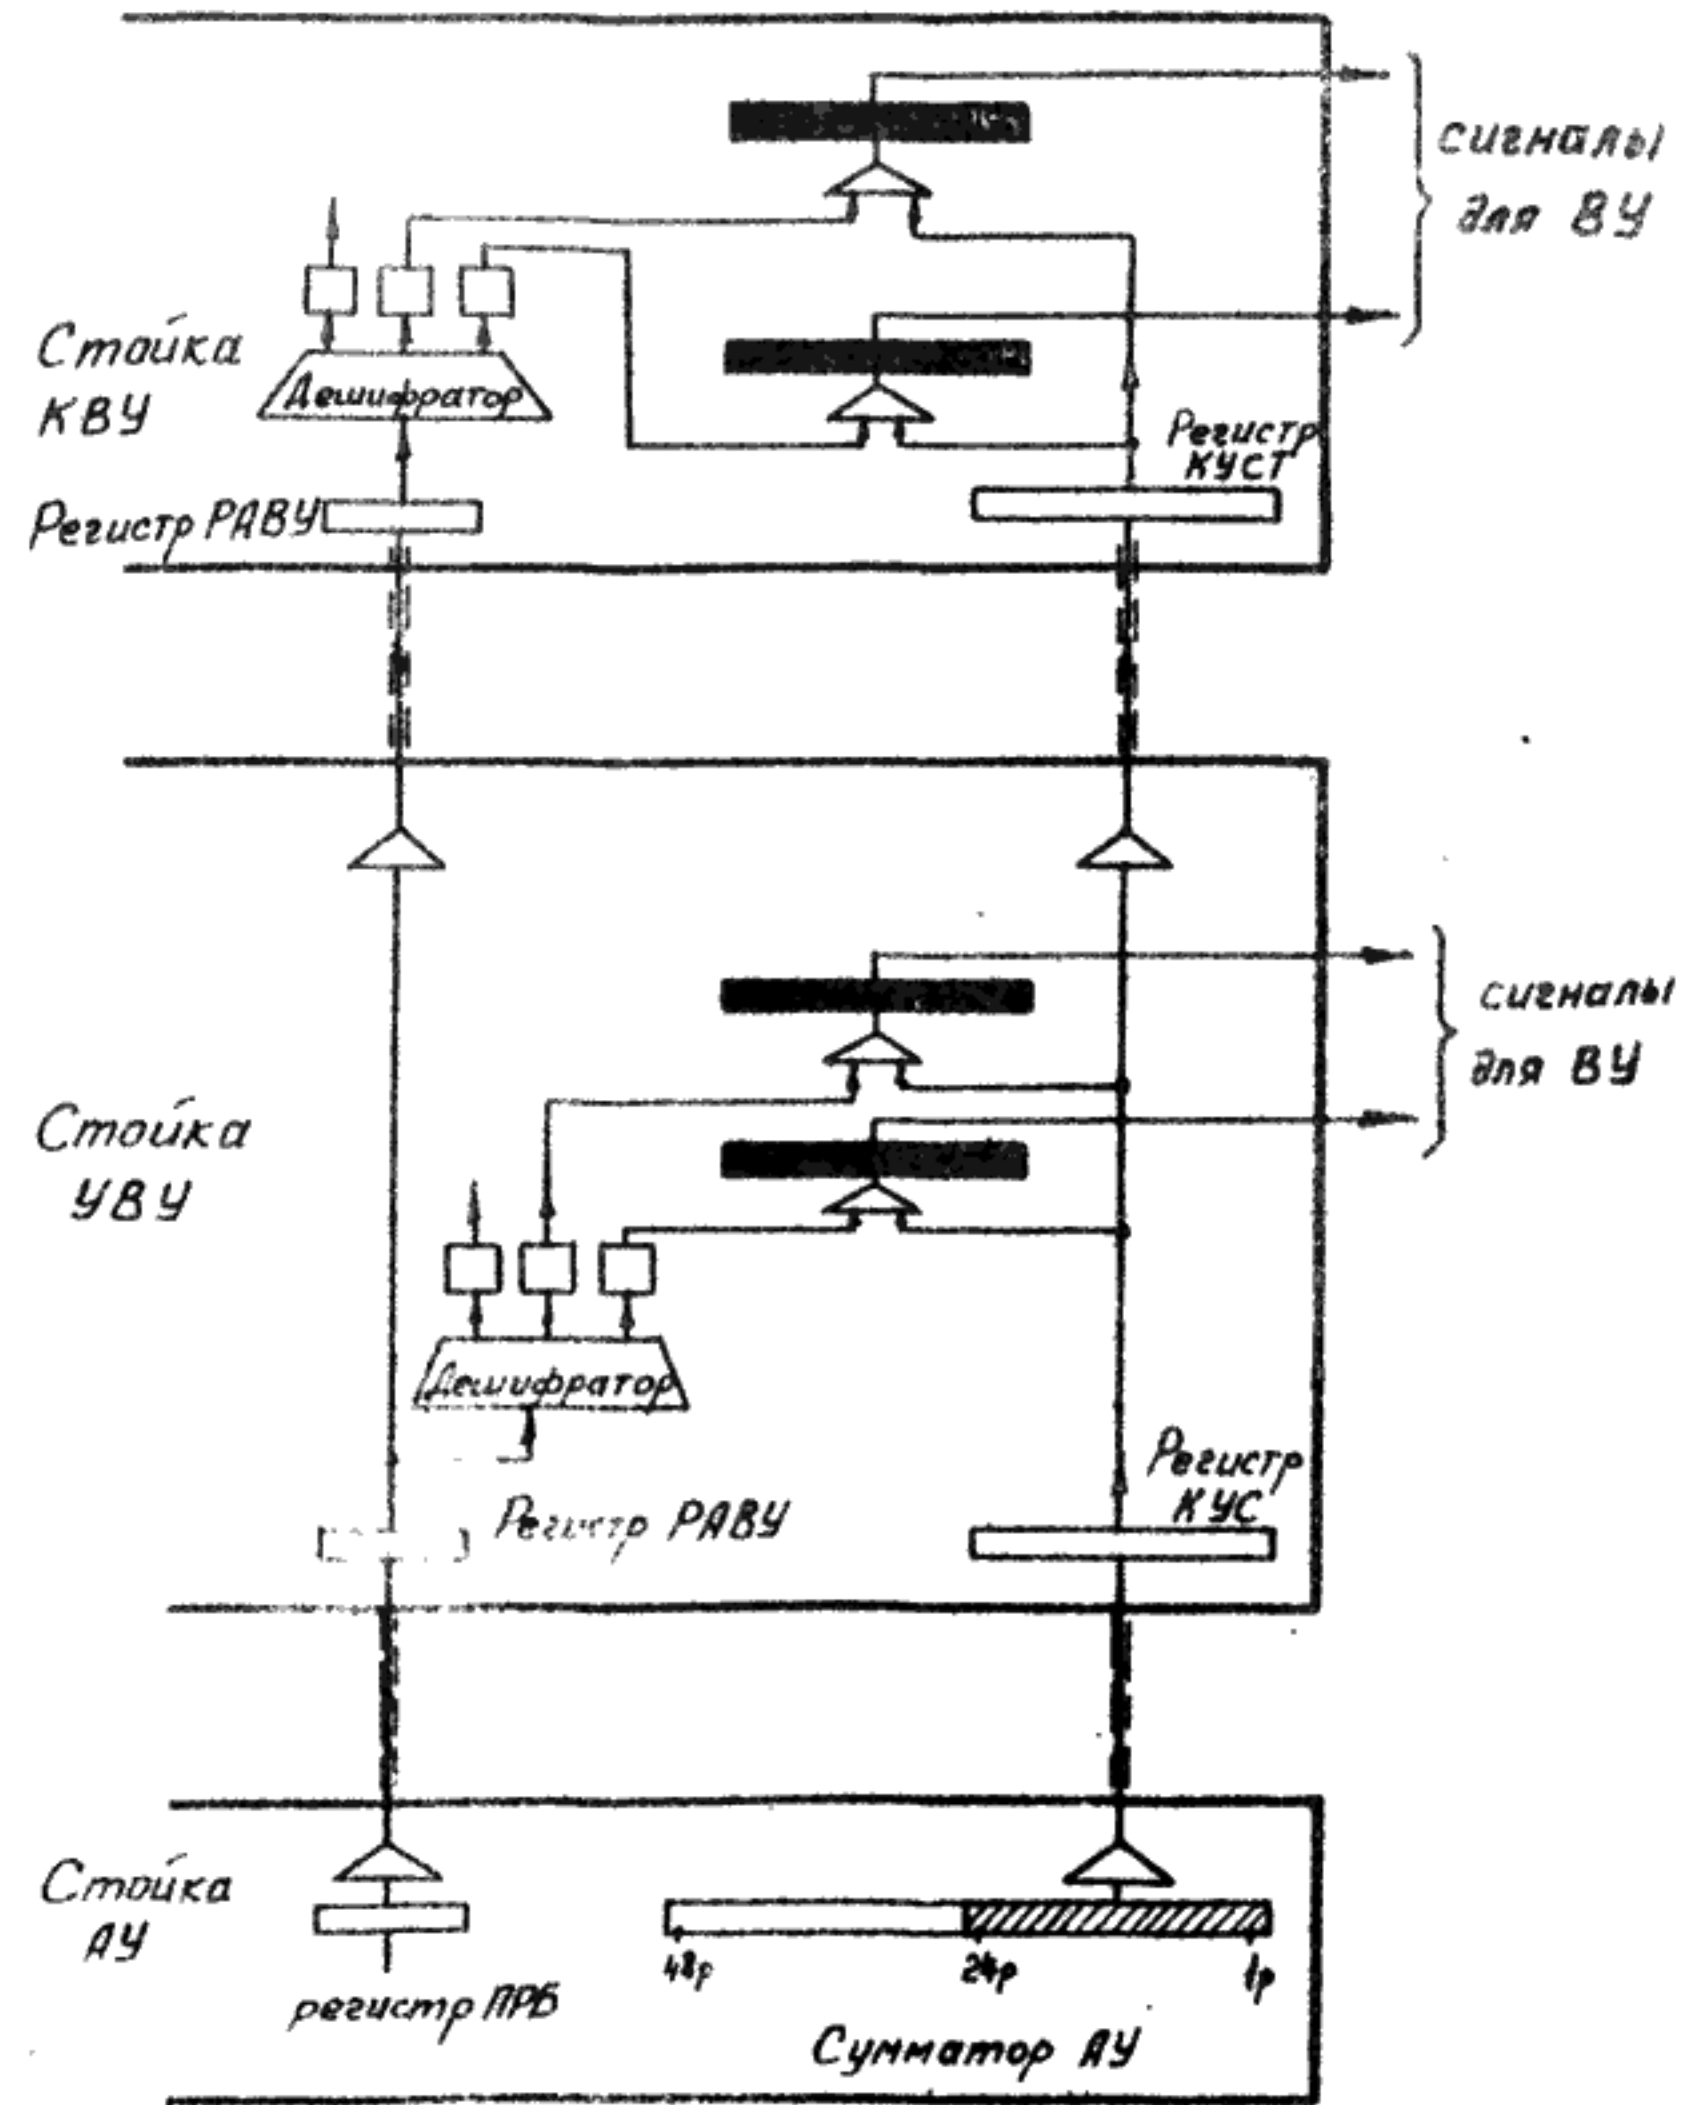 сигналы
для ВУ
Стойка
КВУ
Дешифратор
Регистр
КУСТ
Регистр РАВУ
сигналы
для ВУ
Стойка
УВУ
Дешифратор
Регистр
КУС
Регистр РАВУ
Стойка
АУ
48р
24р
1р
регистр ПРБ
Сумматор АУ